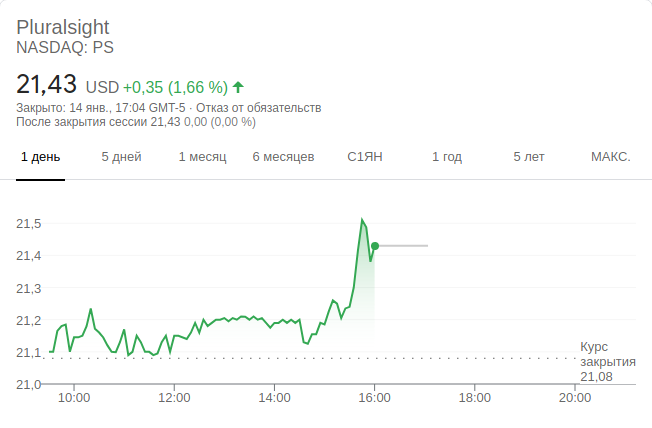 Pluralsight
NASDAQ: PS
21,43 USD +0,35 (1,66 %)
Закрыто: 14 янв., 17:04 GMT-5 · Отказ от обязательств
После закрытия сессии 21,43 0,00 (0,00 %)
1 день 5 дней 1 месяц 6 месяцев С1ЯН 1 год 5 лет МАКС.
21,5
21,4
21,3
21,2
21,1
21,0
Курс
закрытия
21,08
10:00 12:00 14:00 16:00 18:00 20:00